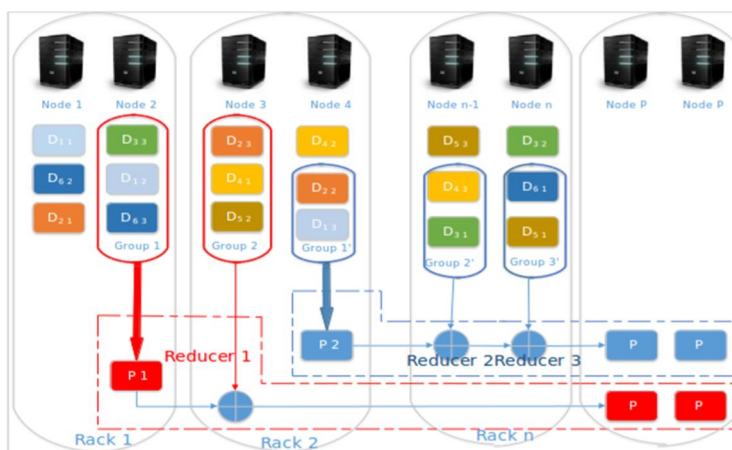 Node 1 Node 2 Node 3 Node 4 Node n-1 Node n Node P Node P
D1 1 D3 3 D2 3 D4 2 D5 3 D3 2
D6 2 D1 2 D4 1 D2 2 D4 3 D6 1
D2 1 D6 3 D5 2 D1 3 D3 1 D5 1
Group 1 Group 2 Group 1' Group 2' Group 3'
P 2 P P
Reducer 1 Reducer 2 Reducer 3
P 1 P P
Rack 1 Rack 2 Rack n